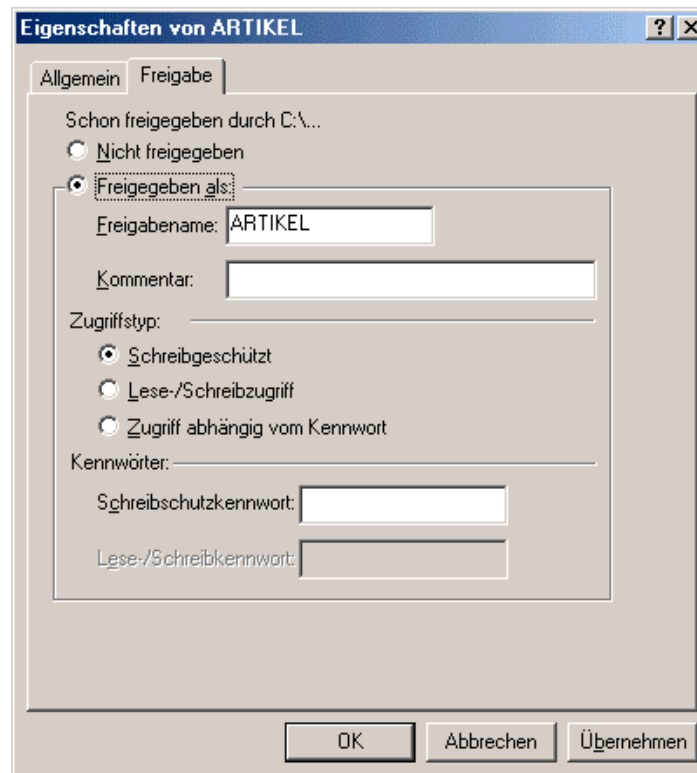 Eigenschaften von ARTIKEL
Allgemein Freigabe
Schon freigegeben durch C:\...
Nicht freigegeben
Freigegeben als:
Freigabename: ARTIKEL
Kommentar:
Zugriffstyp:
Schreibgeschützt
Lese-/Schreibzugriff
Zugriff abhängig vom Kennwort
Kennwörter:
Schreibschutzkennwort:
Lese-/Schreibkennwort:
OK Abbrechen Übernehmen